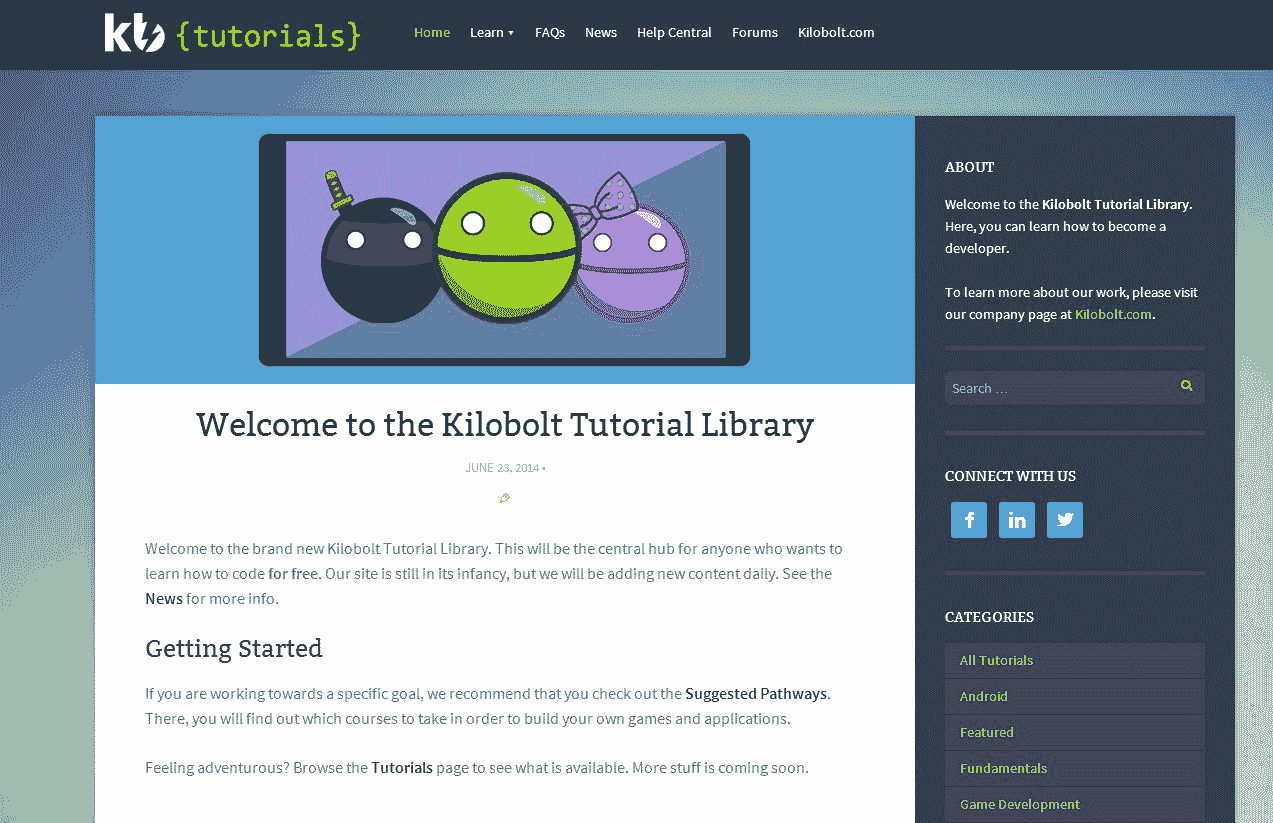 kb {tutorials}
Home Learn ▾ FAQs News Help Central Forums Kilobolt.com
Welcome to the Kilobolt Tutorial Library
JUNE 23, 2014 •
Welcome to the brand new Kilobolt Tutorial Library. This will be the central hub for anyone who wants to
learn how to code for free. Our site is still in its infancy, but we will be adding new content daily. See the
News for more info.
Getting Started
If you are working towards a specific goal, we recommend that you check out the Suggested Pathways.
There, you will find out which courses to take in order to build your own games and applications.
Feeling adventurous? Browse the Tutorials page to see what is available. More stuff is coming soon.
ABOUT
Welcome to the Kilobolt Tutorial Library.
Here, you can learn how to become a
developer.
To learn more about our work, please visit
our company page at Kilobolt.com.
Search …
CONNECT WITH US
f in
CATEGORIES
All Tutorials
Android
Featured
Fundamentals
Game Development